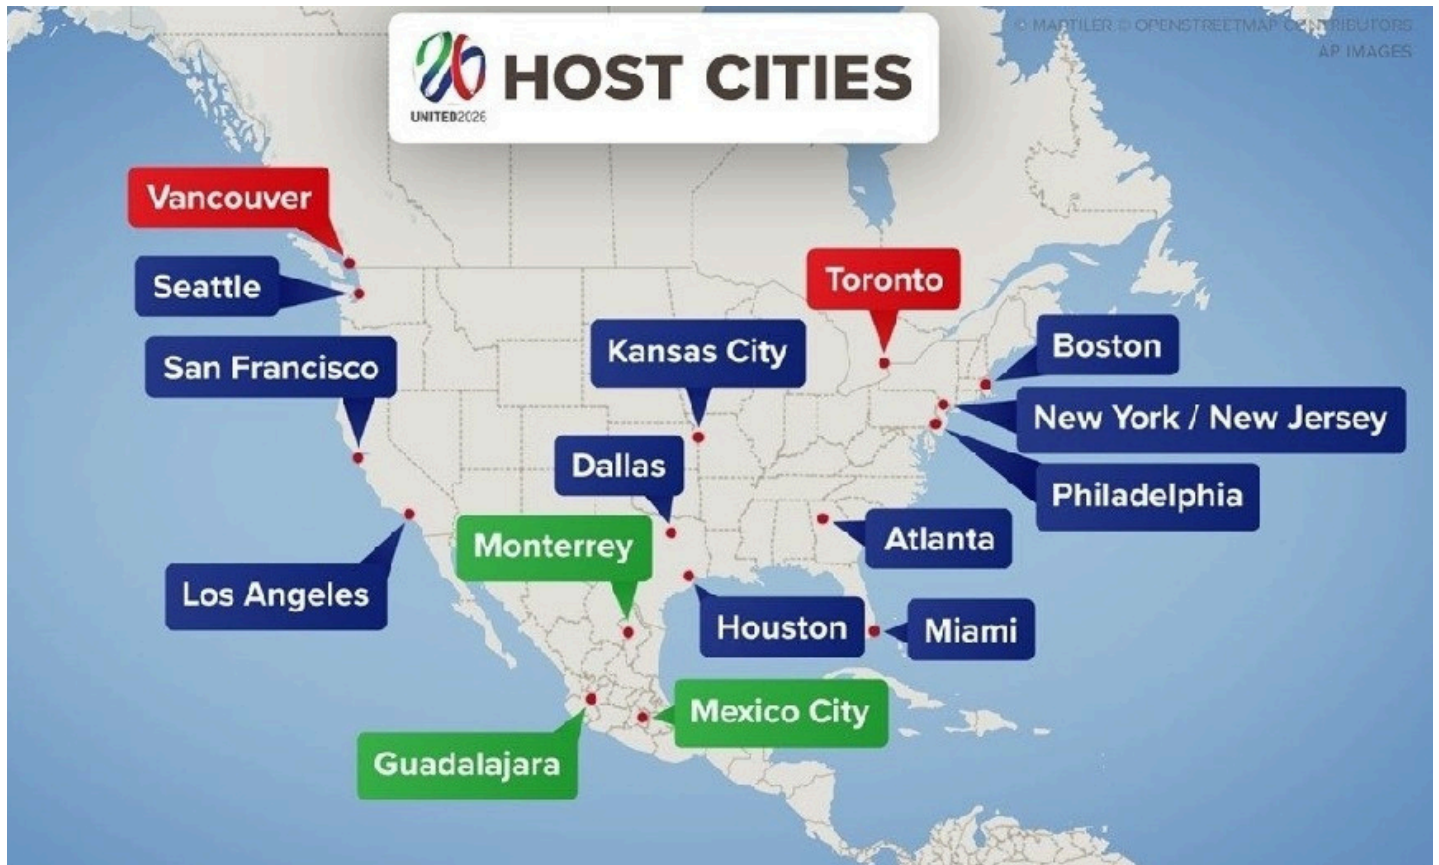 © MAPTILER © OPENSTREETMAP CONTRIBUTORS
AP IMAGES
26
UNITED2026
HOST CITIES
Vancouver
Seattle
San Francisco
Los Angeles
Toronto
Kansas City
Dallas
Monterrey
Boston
New York / New Jersey
Philadelphia
Atlanta
Houston
Miami
Mexico City
Guadalajara